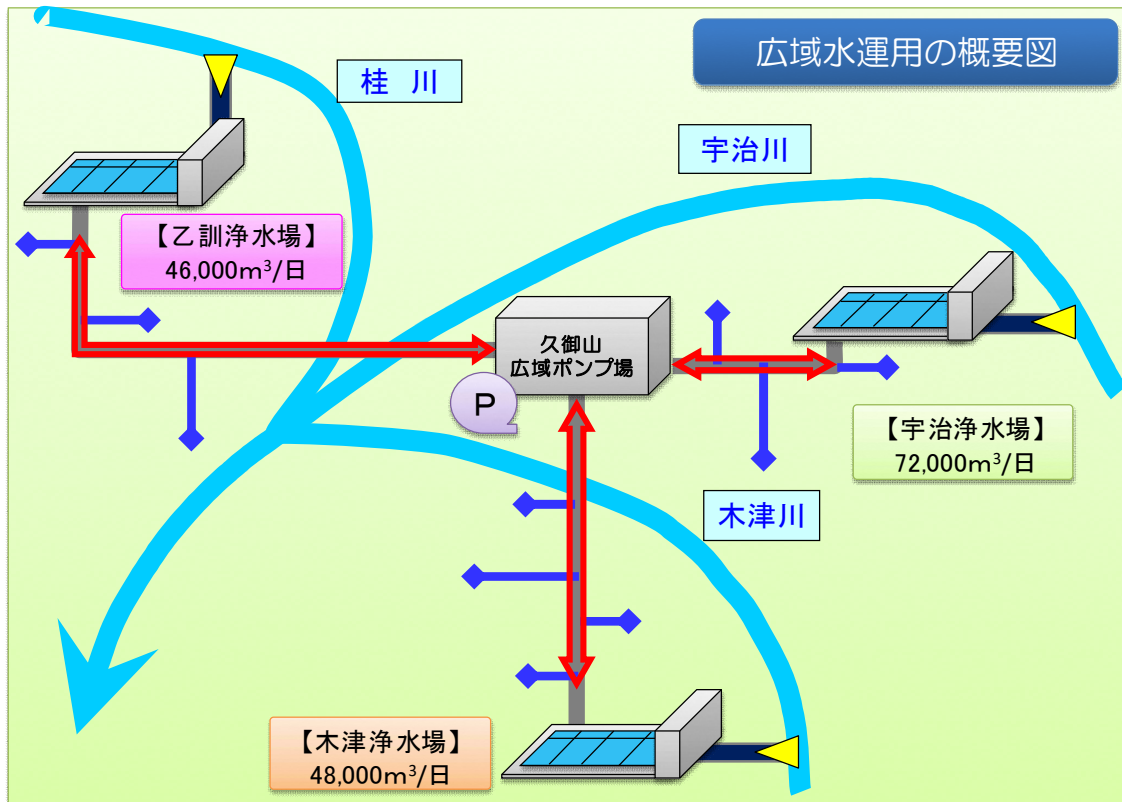 広域水運用の概要図
桂 川
宇治川
【乙訓浄水場】
46,000m³/日
久御山
広域ポンプ場
P
【宇治浄水場】
72,000m³/日
木津川
【木津浄水場】
48,000m³/日